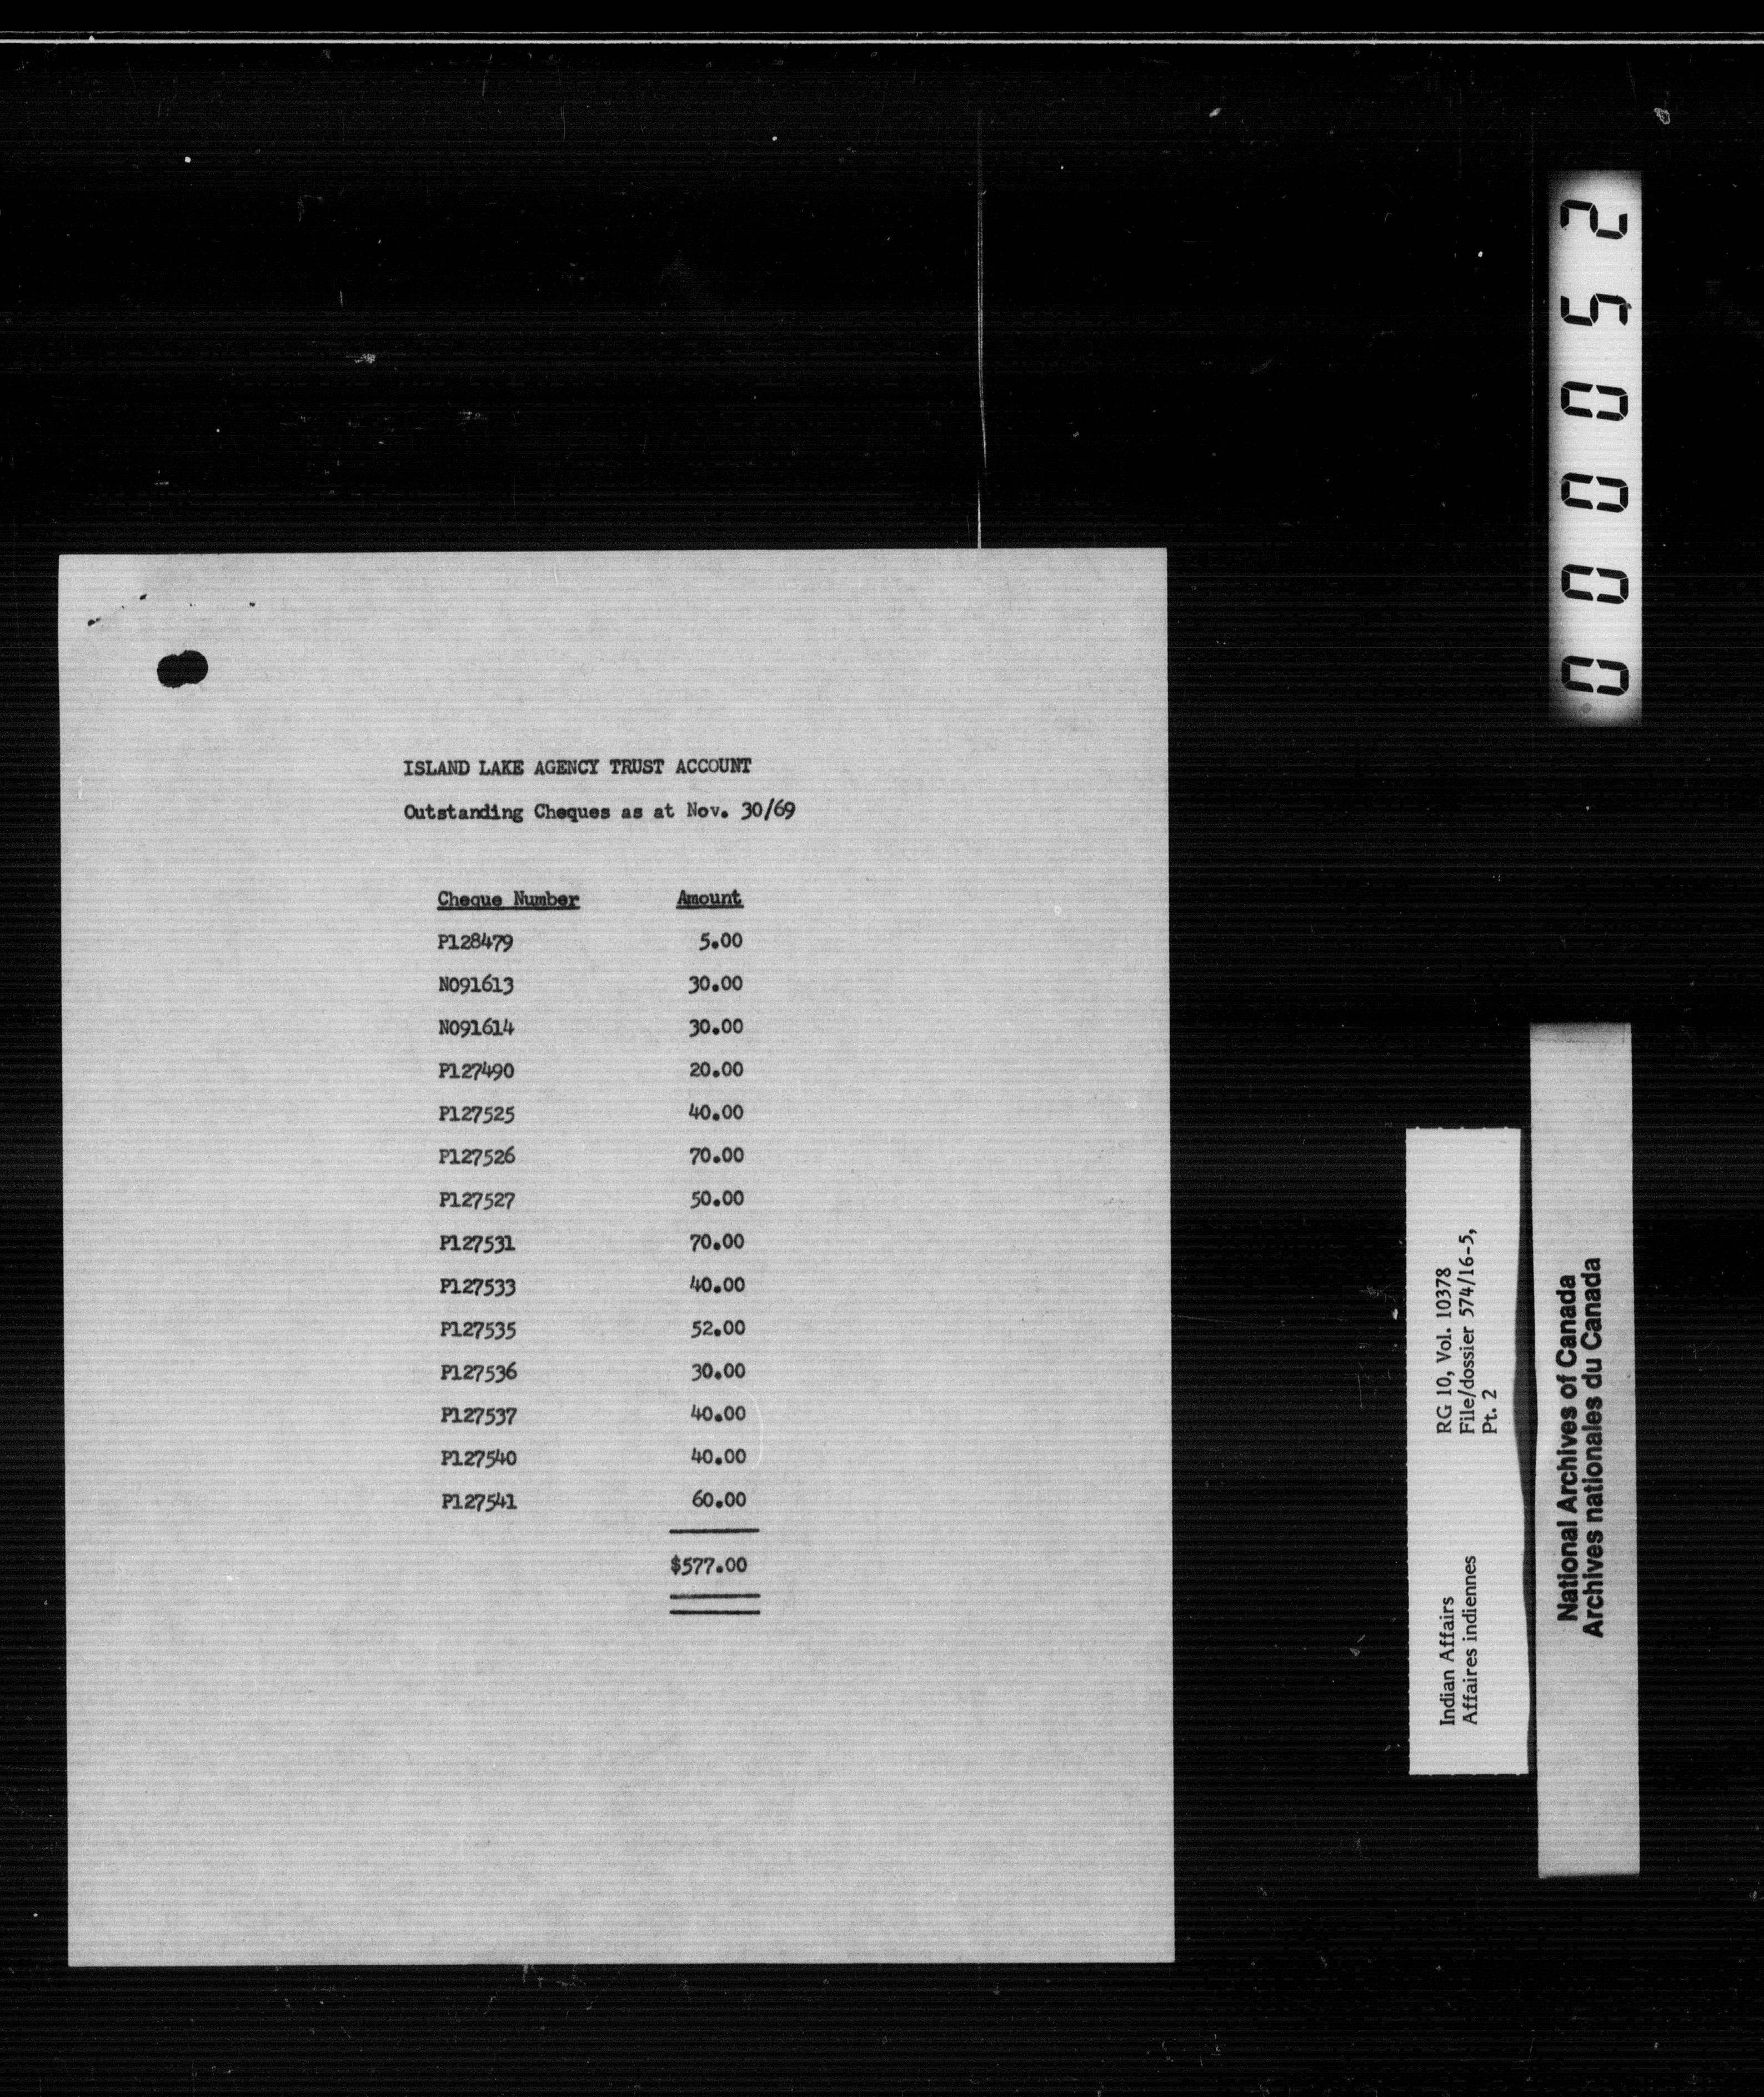 ISLAND LAKE AGENCY TRUST ACCOUNT
Outstanding Cheques as at Nov. 30/69
Cheque Number Amount
P128479 5.00
N091613 30.00
N091614 30.00
P127490 20.00
P127525 40.00
P127526 70.00
P127527 50.00
P127531 70.00
P127533 40.00
P127535 52.00
P127536 30.00
P127537 40.00
P127540 40.00
P127541 60.00
$577.00
000052
Indian Affairs RG 10, Vol. 10378
Affaires indiennes File/dossier 574/16-5,
Pt. 2
National Archives of Canada
Archives nationales du Canada